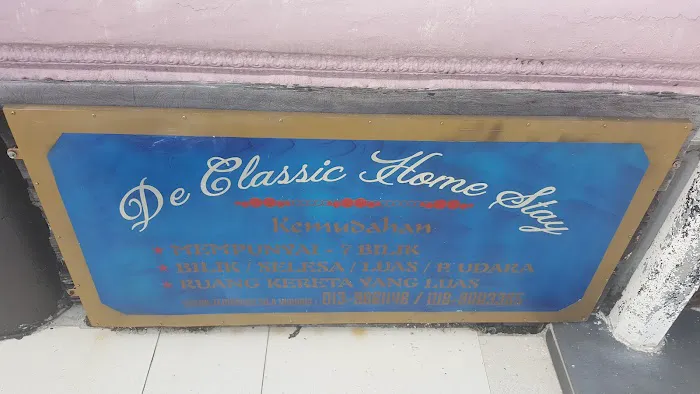 De Classic Home Stay
Kemudahan
MEMPUNYAI - 7 BILIK
BILIK / SELESA / LUAS / P. UDARA
RUANG KERETA YANG LUAS